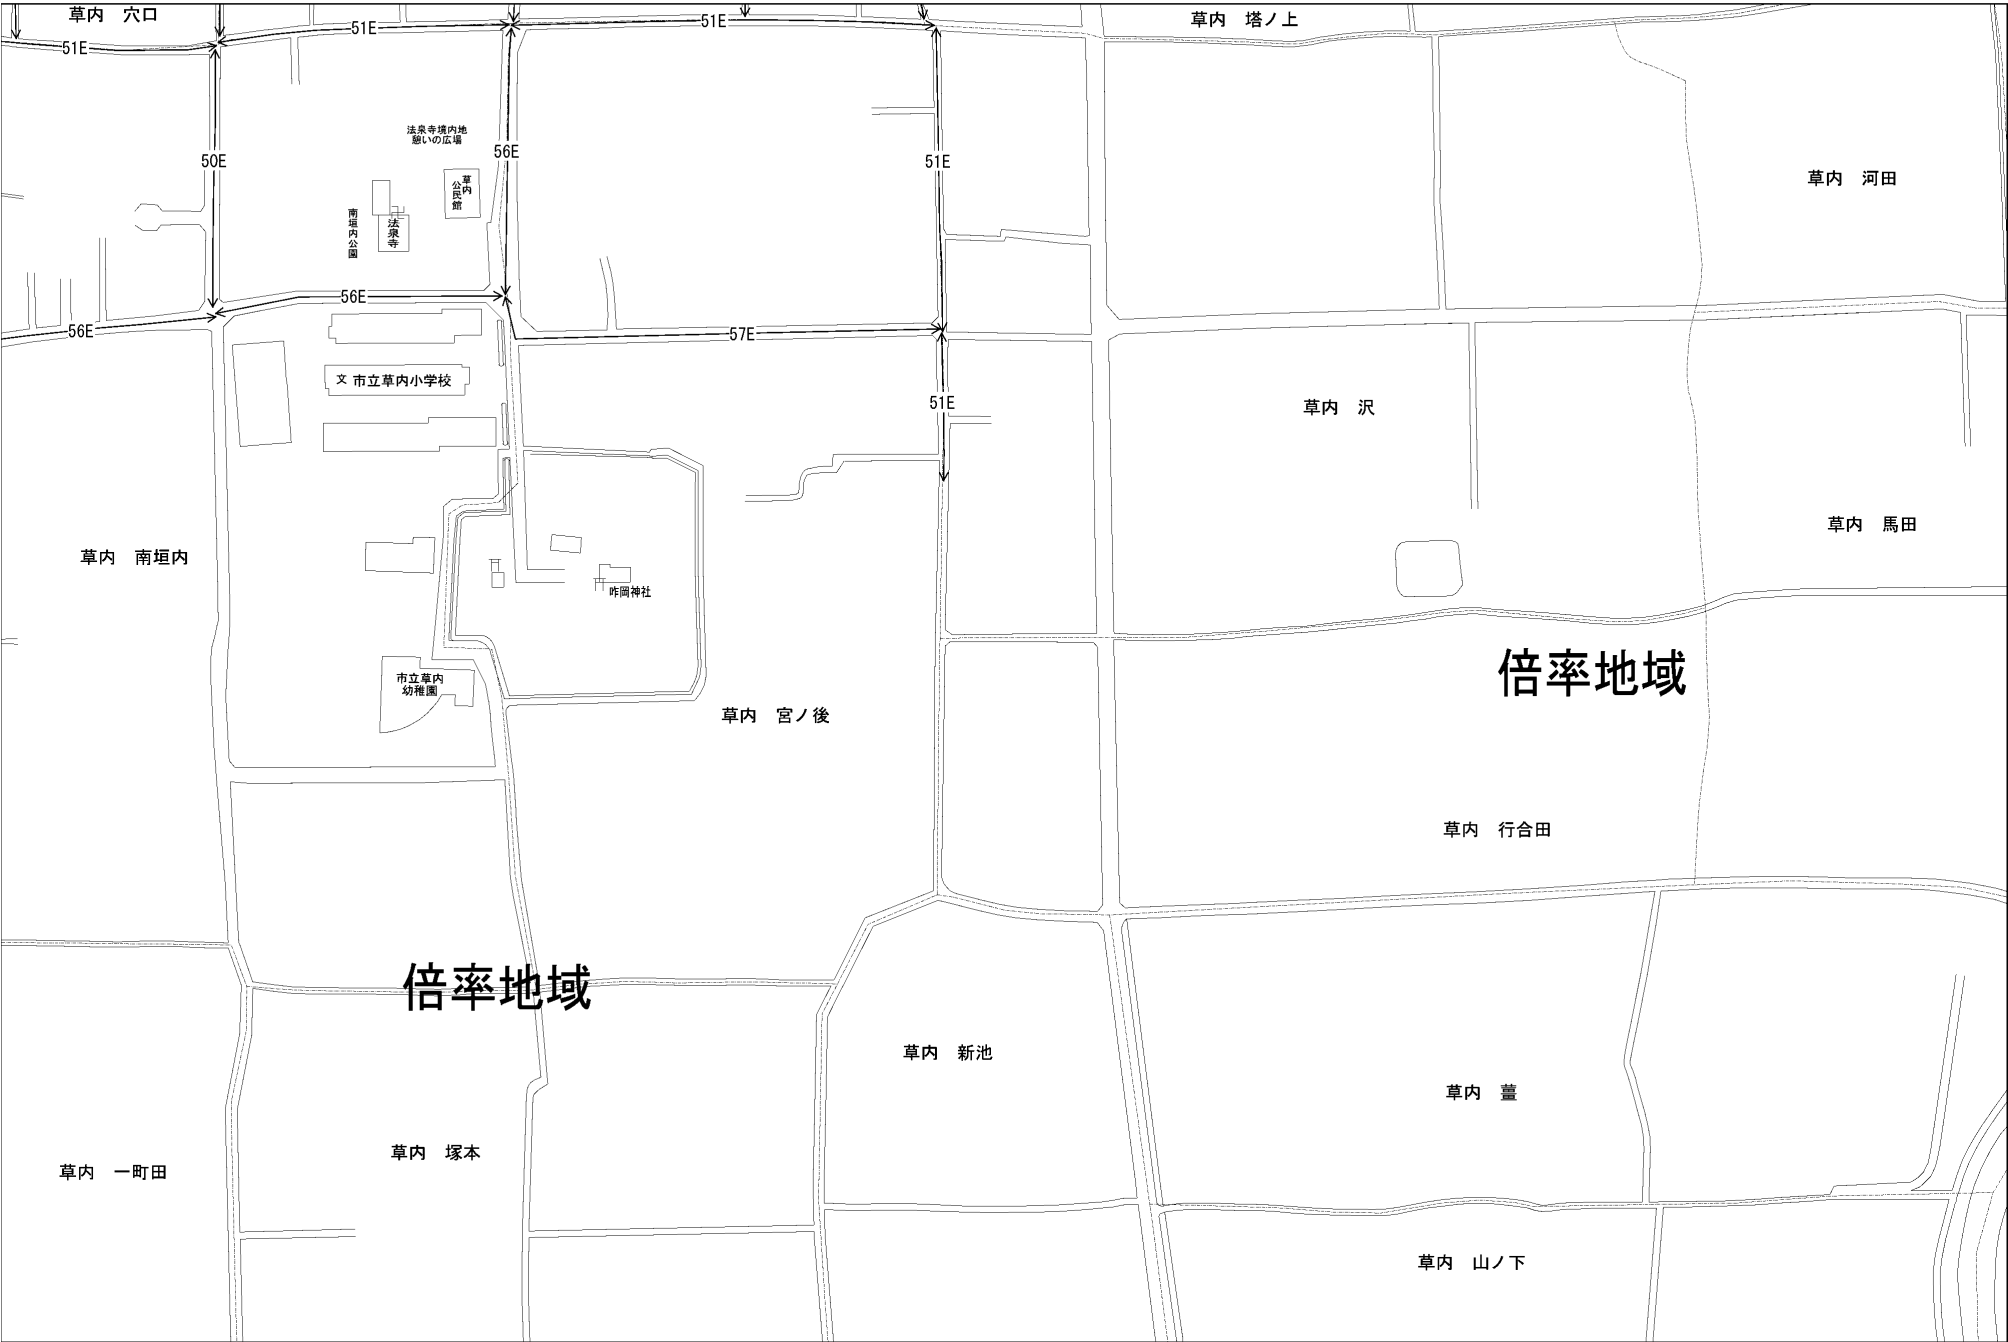 草内　穴口
草内　塔ノ上
51E
51E
51E
法泉寺境内地
憩いの広場
50E
56E
51E
草内
公民館
草内　河田
南垣内公園
法泉寺
56E
56E
57E
文 市立草内小学校
51E
草内　沢
草内　馬田
草内　南垣内
咋岡神社
倍率地域
市立草内
幼稚園
草内　宮ノ後
草内　行合田
倍率地域
草内　新池
草内　薑
草内　塚本
草内　一町田
草内　山ノ下